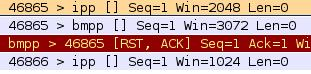 46865 > ipp [] Seq=1 Win=2048 Len=0
46865 > bmpp [] Seq=1 Win=3072 Len=0
bmpp > 46865 [RST, ACK] Seq=1 Ack=1 Wi
46866 > ipp [] Seq=1 Win=1024 Len=0